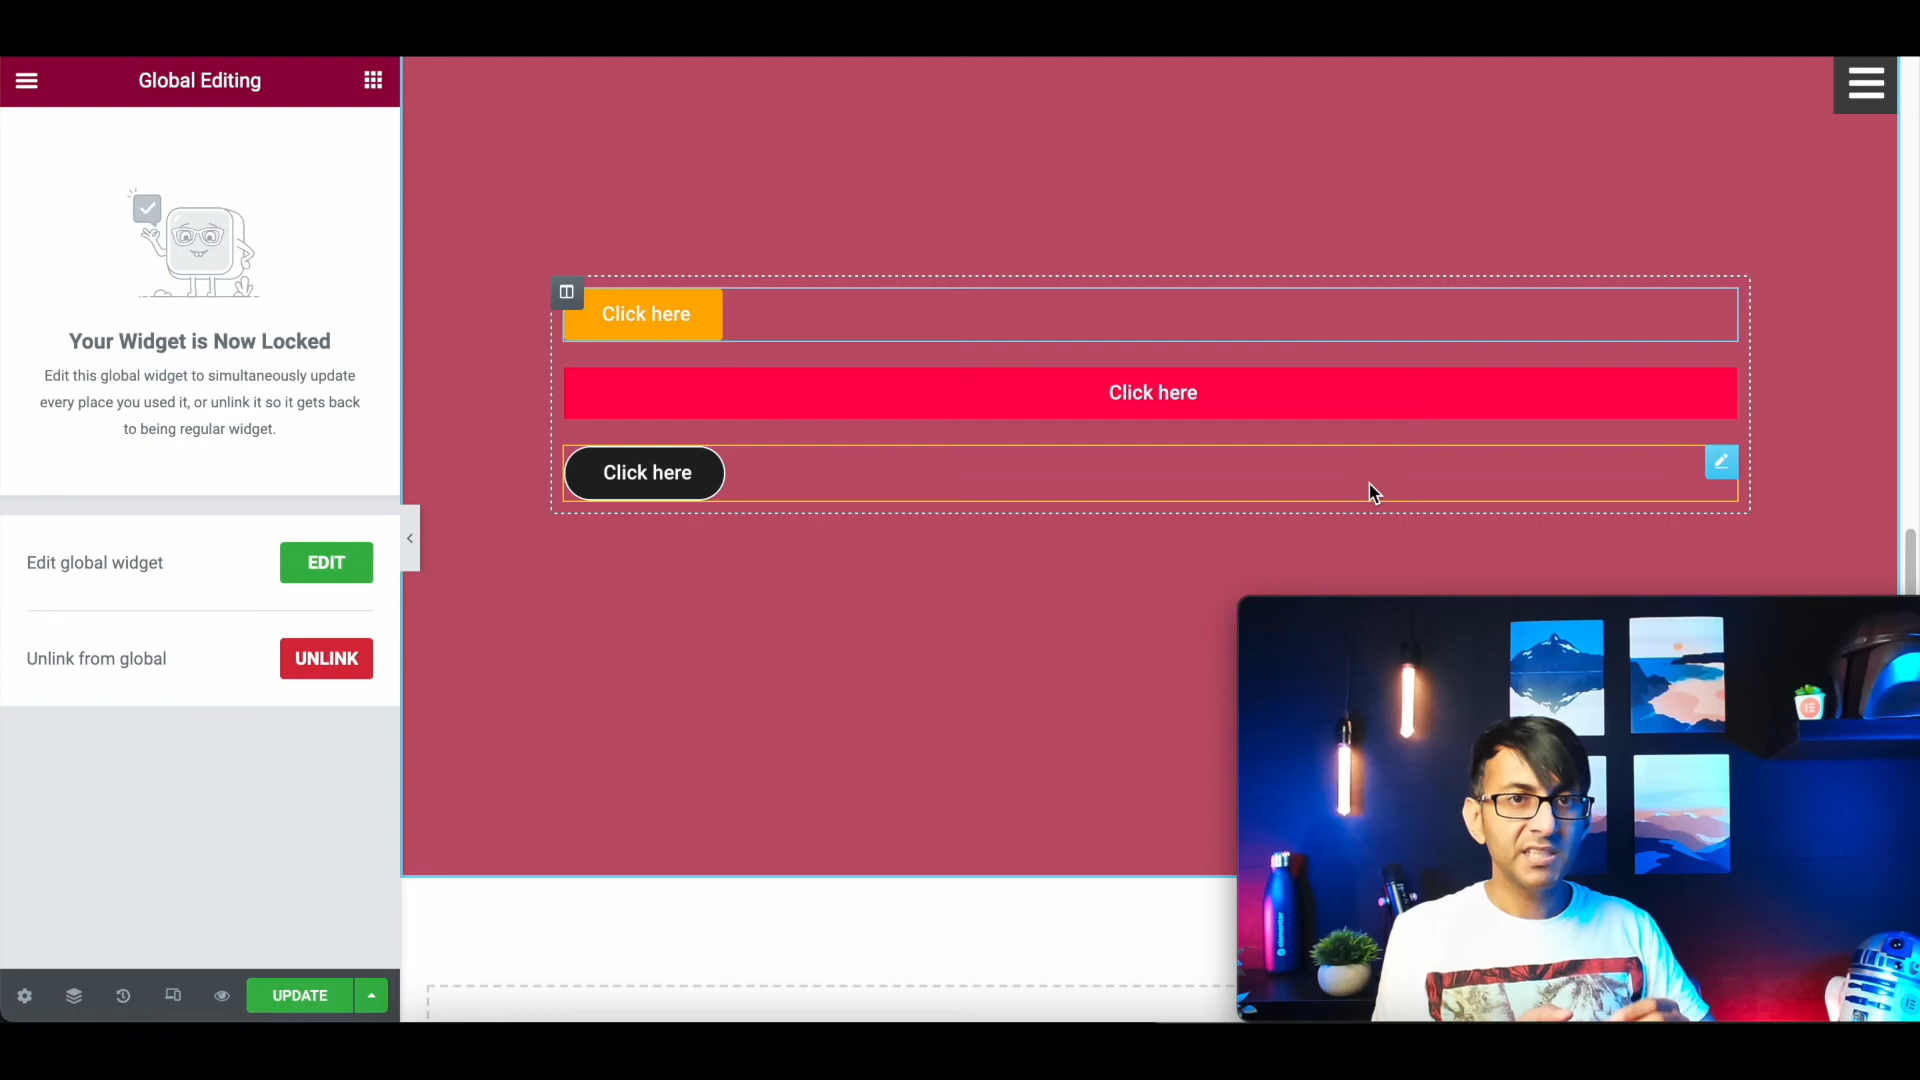 Global Editing
Your Widget is Now Locked
Edit this global widget to simultaneously update
every place you used it, or unlink it so it gets back
to being regular widget.
Edit global widget
EDIT
Unlink from global
UNLINK
UPDATE
Click here
Click here
Click here
elementor